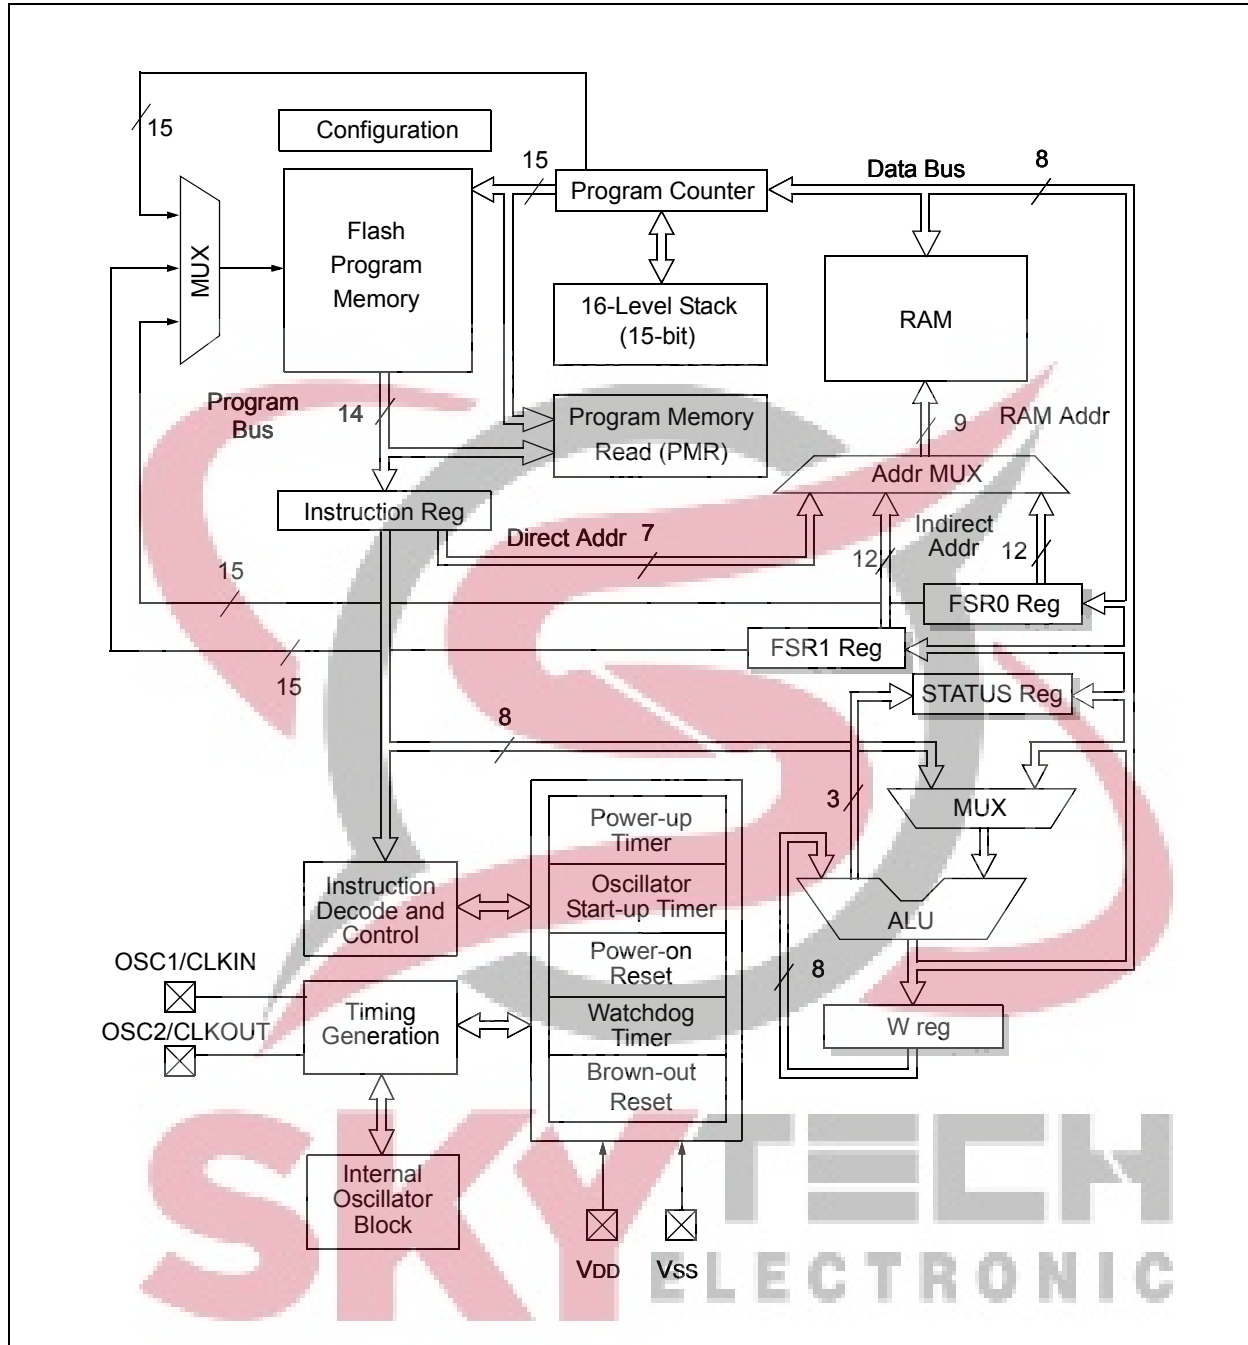 15
Configuration
15
Data Bus
8
Program Counter
Flash
Program
Memory
MUX
16-Level Stack
(15-bit)
RAM
Program
Bus
14
Program Memory
Read (PMR)
9
RAM Addr
Addr MUX
Instruction Reg
Direct Addr
7
Indirect
Addr
12
12
15
FSR0 Reg
FSR1 Reg
15
STATUS Reg
8
3
MUX
Power-up
Timer
Instruction
Decode and
Control
Oscillator
Start-up Timer
ALU
Power-on
Reset
8
OSC1/CLKIN
Timing
Generation
Watchdog
Timer
W reg
OSC2/CLKOUT
Brown-out
Reset
Internal
Oscillator
Block
VDD
VSS
SKY TECH
ELECTRONIC